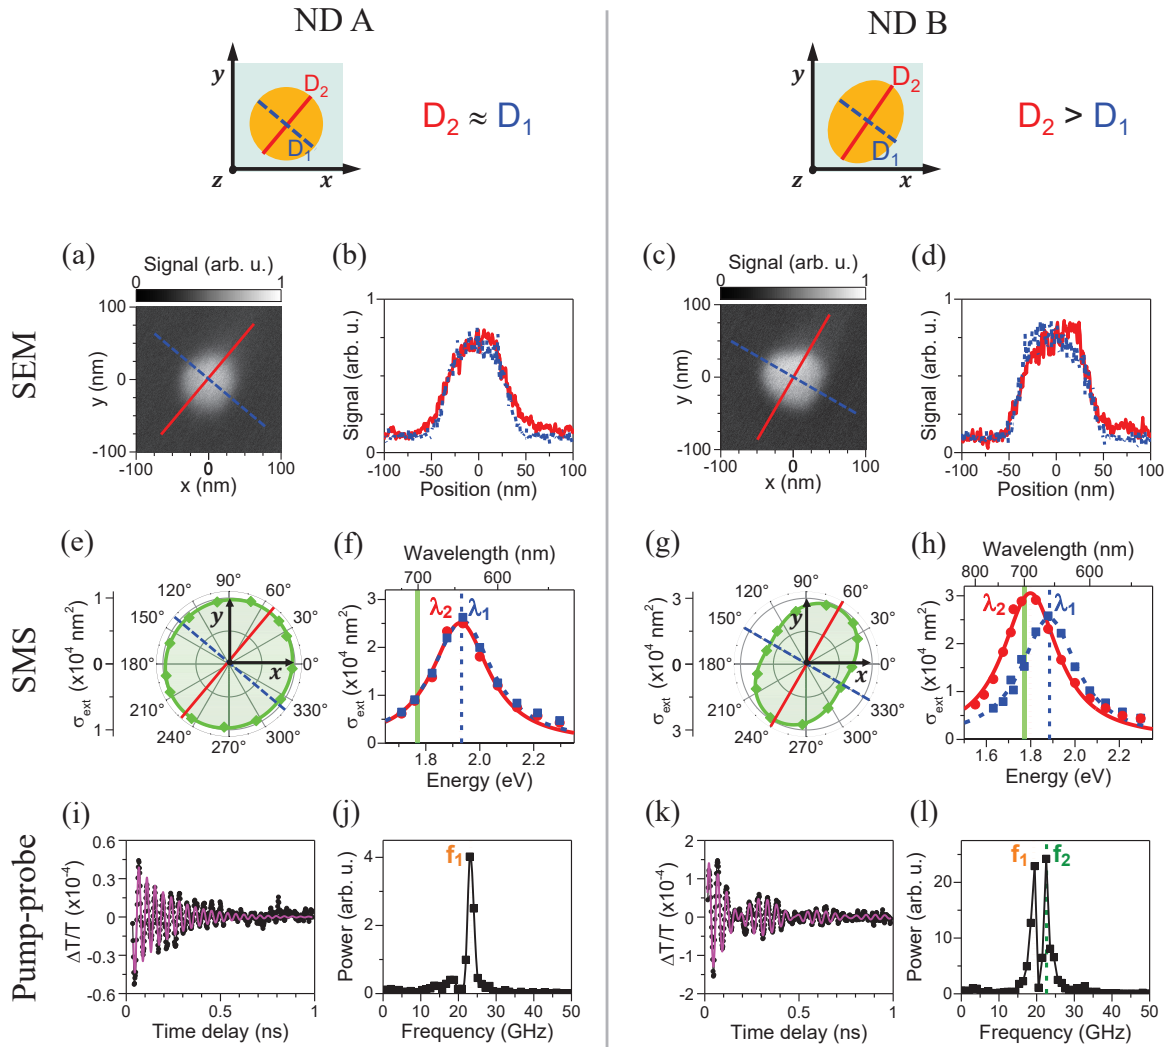 ND A
ND B
y
D2
D1
z
x
D2 ≈ D1
y
D2
D1
z
x
D2 > D1
SEM
(a)
Signal (arb. u.)
0 1
100
0
-100
y (nm)
-100 0 100
x (nm)
(b)
1
0
Signal (arb. u.)
-100 -50 0 50 100
Position (nm)
(c)
Signal (arb. u.)
0 1
100
0
-100
y (nm)
-100 0 100
x (nm)
(d)
1
0
Signal (arb. u.)
-100 -50 0 50 100
Position (nm)
SMS
(e)
1
0
1
σext (x10⁴ nm²)
90°
120° 60°
150° 30°
180° 0°
210° 330°
240° 300°
270°
y
x
(f)
Wavelength (nm)
700 600
λ2 λ1
3
2
1
0
σext (x10⁴ nm²)
1.8 2.0 2.2
Energy (eV)
(g)
3
0
3
σext (x10⁴ nm²)
90°
120° 60°
150° 30°
180° 0°
210° 330°
240° 300°
270°
y
x
(h)
Wavelength (nm)
800 700 600
λ2 λ1
3
2
1
0
σext (x10⁴ nm²)
1.6 1.8 2.0 2.2
Energy (eV)
Pump-probe
(i)
0.6
0.3
0
-0.3
-0.6
ΔT/T (x10⁻⁴)
0 0.5 1
Time delay (ns)
(j)
f1
4
2
0
Power (arb. u.)
0 10 20 30 40 50
Frequency (GHz)
(k)
2
1
0
-1
-2
ΔT/T (x10⁻⁴)
0 0.5 1
Time delay (ns)
(l)
f1 f2
20
10
0
Power (arb. u.)
0 10 20 30 40 50
Frequency (GHz)